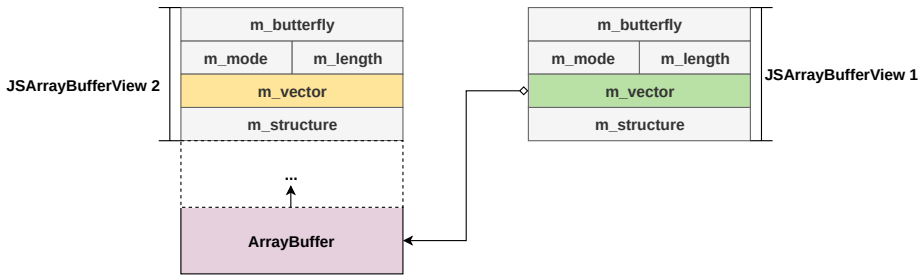 JSArrayBufferView 2
m_butterfly
m_mode
m_length
m_vector
m_structure
...
ArrayBuffer
m_butterfly
m_mode
m_length
m_vector
m_structure
JSArrayBufferView 1